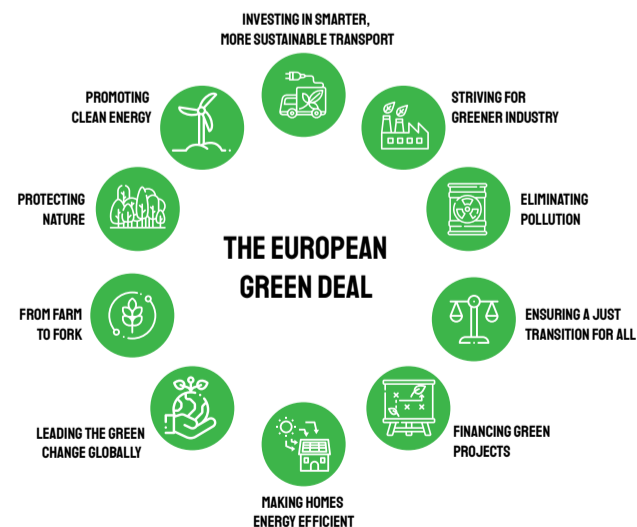 INVESTING IN SMARTER,
MORE SUSTAINABLE TRANSPORT
PROMOTING
CLEAN ENERGY
STRIVING FOR
GREENER INDUSTRY
PROTECTING
NATURE
ELIMINATING
POLLUTION
THE EUROPEAN
GREEN DEAL
FROM FARM
TO FORK
ENSURING A JUST
TRANSITION FOR ALL
LEADING THE GREEN
CHANGE GLOBALLY
FINANCING GREEN
PROJECTS
MAKING HOMES
ENERGY EFFICIENT